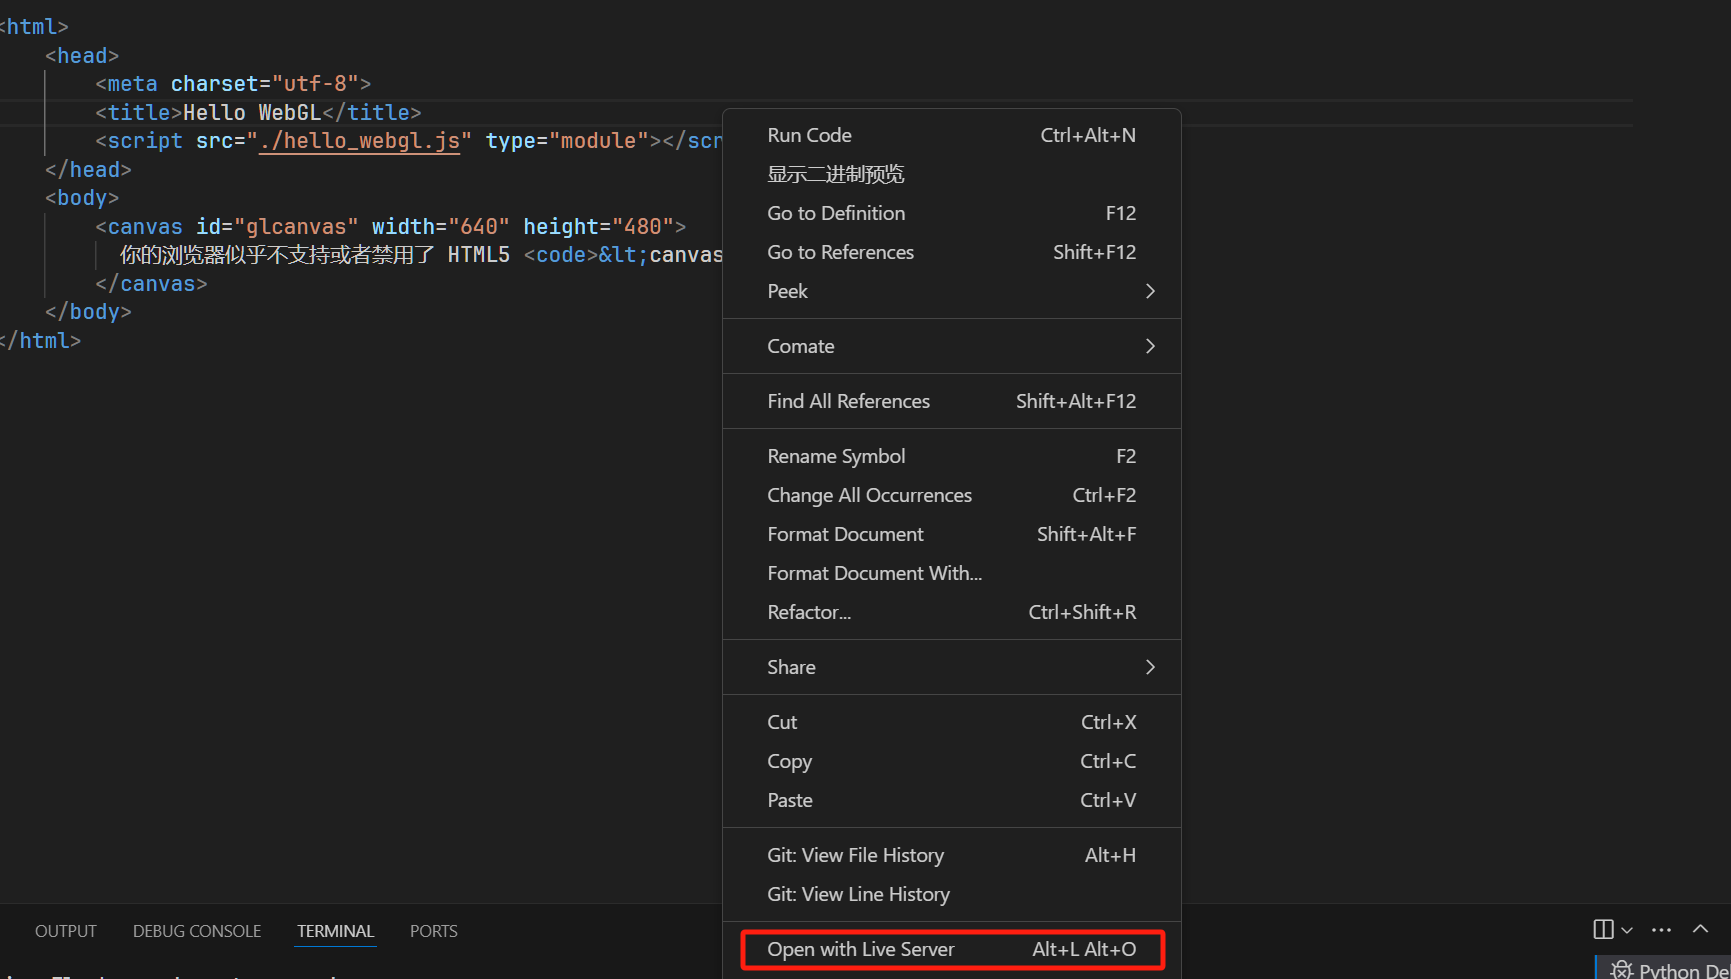 <html>
<head>
<meta charset="utf-8">
<title>Hello WebGL</title>
<script src="./hello_webgl.js" type="module"></scr
</head>
<body>
<canvas id="glcanvas" width="640" height="480">
你的浏览器似乎不支持或者禁用了 HTML5 <code>&lt;canvas
</canvas>
</body>
</html>
Run Code Ctrl+Alt+N
显示二进制预览
Go to Definition F12
Go to References Shift+F12
Peek
Comate
Find All References Shift+Alt+F12
Rename Symbol F2
Change All Occurrences Ctrl+F2
Format Document Shift+Alt+F
Format Document With...
Refactor... Ctrl+Shift+R
Share
Cut Ctrl+X
Copy Ctrl+C
Paste Ctrl+V
Git: View File History Alt+H
Git: View Line History
Open with Live Server Alt+L Alt+O
OUTPUT DEBUG CONSOLE TERMINAL PORTS
Python De